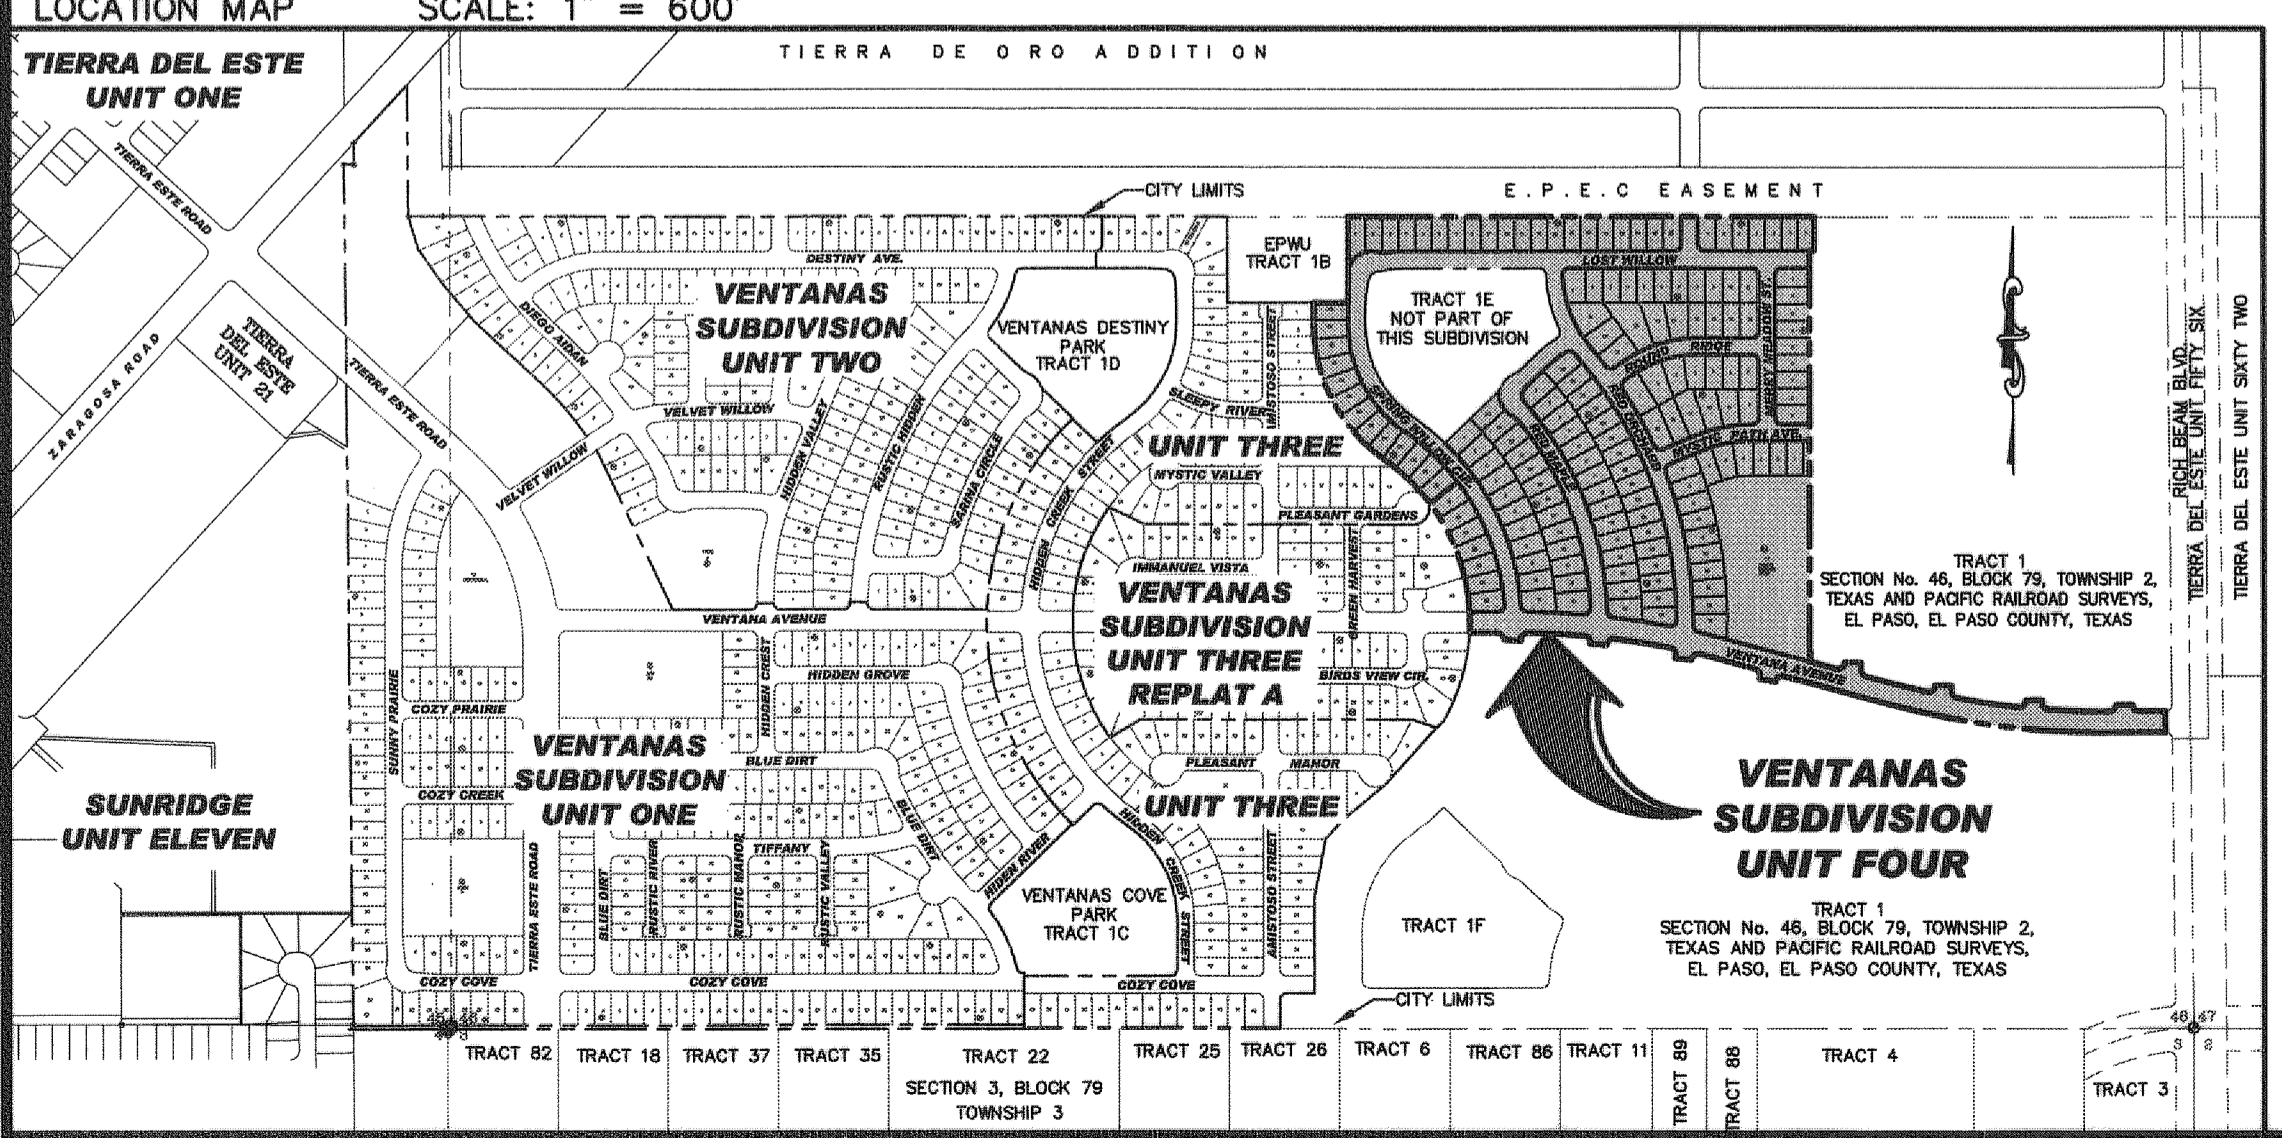 LOCATION MAP SCALE: 1" = 600'
TIERRA DEL ESTE
UNIT ONE
TIERRA DE ORO ADDITION
TIERRA ESTE ROAD
CITY LIMITS
E.P.E.C EASEMENT
EPWU
TRACT 1B
DESTINY AVE.
LOST WILLOW
VENTANAS
SUBDIVISION
UNIT TWO
VENTANAS DESTINY
PARK
TRACT 1D
TRACT 1E
NOT PART OF
THIS SUBDIVISION
DIEGO AIDAN
AMISTOSO STREET
MERRY MEADOW ST.
ROUND RIDGE
ZARAGOSA ROAD
TIERRA
DEL ESTE
UNIT 21
TIERRA ESTE ROAD
VELVET WILLOW
VELVET WILLOW
HIDDEN VALLEY
RUSTIC HIDDEN
SARINA CIRCLE
SLEEPY RIVER
UNIT THREE
MYSTIC VALLEY
PLEASANT GARDENS
HIDDEN CREEK STREET
RED MAPLE
RED ORCHARD
MYSTIC PATH AVE.
RICH BEAM BLVD.
TIERRA DEL ESTE UNIT FIFTY SIX
TIERRA DEL ESTE UNIT SIXTY TWO
TRACT 1
SECTION No. 46, BLOCK 79, TOWNSHIP 2,
TEXAS AND PACIFIC RAILROAD SURVEYS,
EL PASO, EL PASO COUNTY, TEXAS
IMMANUEL VISTA
GREEN HARVEST
VENTANAS
SUBDIVISION
UNIT THREE
REPLAT A
VENTANA AVENUE
VENTANA AVENUE
BIRDS VIEW CIR.
HIDDEN CREST
HIDDEN GROVE
SUNNY PRAIRIE
COZY PRAIRIE
VENTANAS
SUBDIVISION
UNIT ONE
BLUE DIRT
COZY CREEK
PLEASANT MANOR
UNIT THREE
SUNRIDGE
UNIT ELEVEN
VENTANAS
SUBDIVISION
UNIT FOUR
BLUE DIRT
HIDDEN CREEK STREET
HIDEN RIVER
TIFFANY
TIERRA ESTE ROAD
BLUE DIRT
RUSTIC RIVER
RUSTIC MANOR
RUSTIC VALLEY
AMISTOSO STREET
VENTANAS COVE
PARK
TRACT 1C
TRACT 1F
TRACT 1
SECTION No. 46, BLOCK 79, TOWNSHIP 2,
TEXAS AND PACIFIC RAILROAD SURVEYS,
EL PASO, EL PASO COUNTY, TEXAS
COZY COVE
COZY COVE
COZY COVE
CITY LIMITS
46 47
TRACT 82
TRACT 18
TRACT 37
TRACT 35
TRACT 22
TRACT 25
TRACT 26
TRACT 6
TRACT 86
TRACT 11
TRACT 89
TRACT 88
TRACT 4
TRACT 3
SECTION 3, BLOCK 79
TOWNSHIP 3